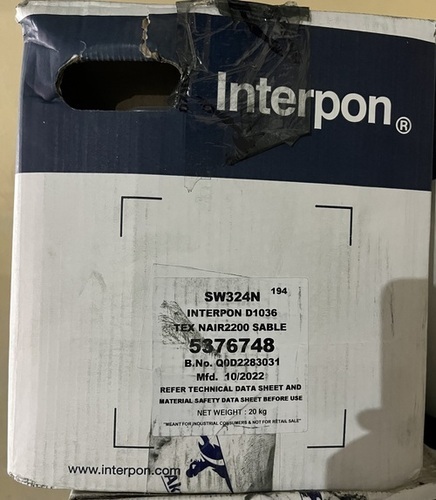 Interpon®
194
SW324N
INTERPON D1036
TEX NAIR2200 SABLE
5376748
B.No. Q0D2283031
Mfd. 10/2022
REFER TECHNICAL DATA SHEET AND
MATERIAL SAFETY DATA SHEET BEFORE USE
NET WEIGHT : 20 kg
"MEANT FOR INDUSTRIAL CONSUMERS & NOT FOR RETAIL SALE"
www.interpon.com
Ak